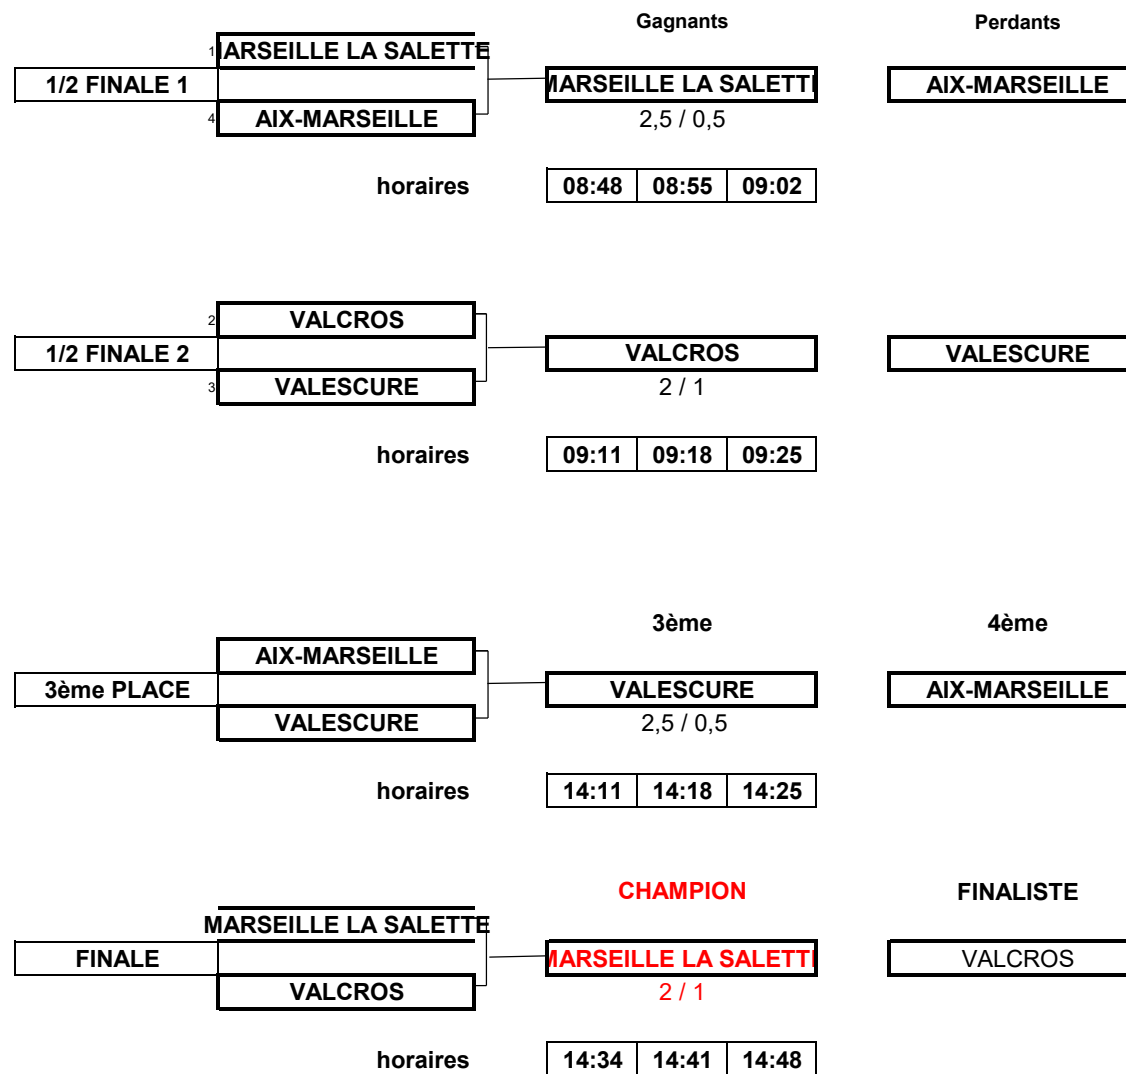 Gagnants Perdants
1 MARSEILLE LA SALETTE
1/2 FINALE 1 MARSEILLE LA SALETTE AIX-MARSEILLE
4 AIX-MARSEILLE 2,5 / 0,5
horaires 08:48 08:55 09:02
2 VALCROS
1/2 FINALE 2 VALCROS VALESCURE
3 VALESCURE 2 / 1
horaires 09:11 09:18 09:25
3ème 4ème
AIX-MARSEILLE
3ème PLACE VALESCURE AIX-MARSEILLE
VALESCURE 2,5 / 0,5
horaires 14:11 14:18 14:25
CHAMPION FINALISTE
MARSEILLE LA SALETTE
FINALE MARSEILLE LA SALETTE VALCROS
VALCROS 2 / 1
horaires 14:34 14:41 14:48